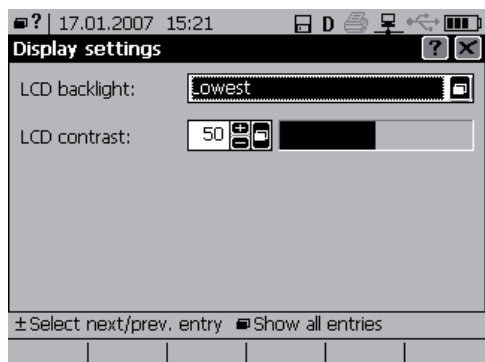 ? 17.01.2007 15:21 D
Display settings ? X
LCD backlight: Lowest
LCD contrast: 50
±Select next/prev. entry Show all entries